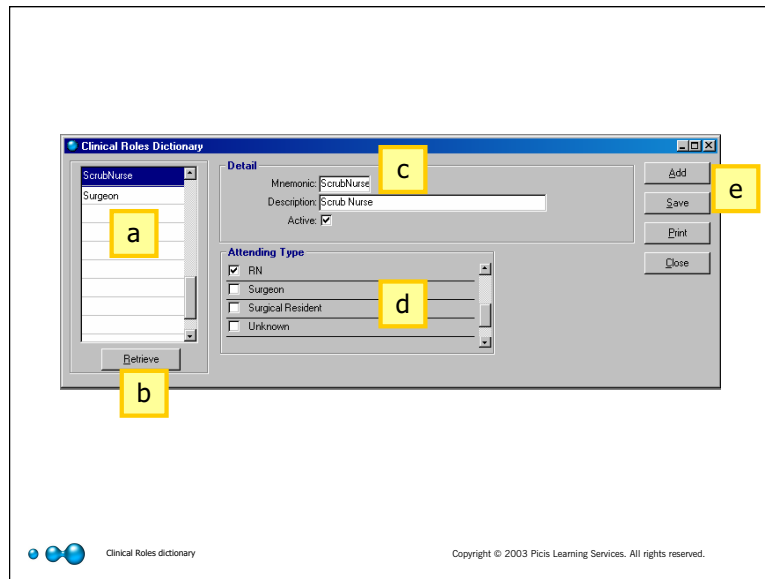 Clinical Roles Dictionary
ScrubNurse
Surgeon
a
Retrieve
b
Detail
c
Mnemonic: ScrubNurse
Description: Scrub Nurse
Active:
Attending Type
RN
Surgeon
Surgical Resident
Unknown
d
Add
Save
Print
Close
e
Clinical Roles dictionary
Copyright © 2003 Picis Learning Services. All rights reserved.